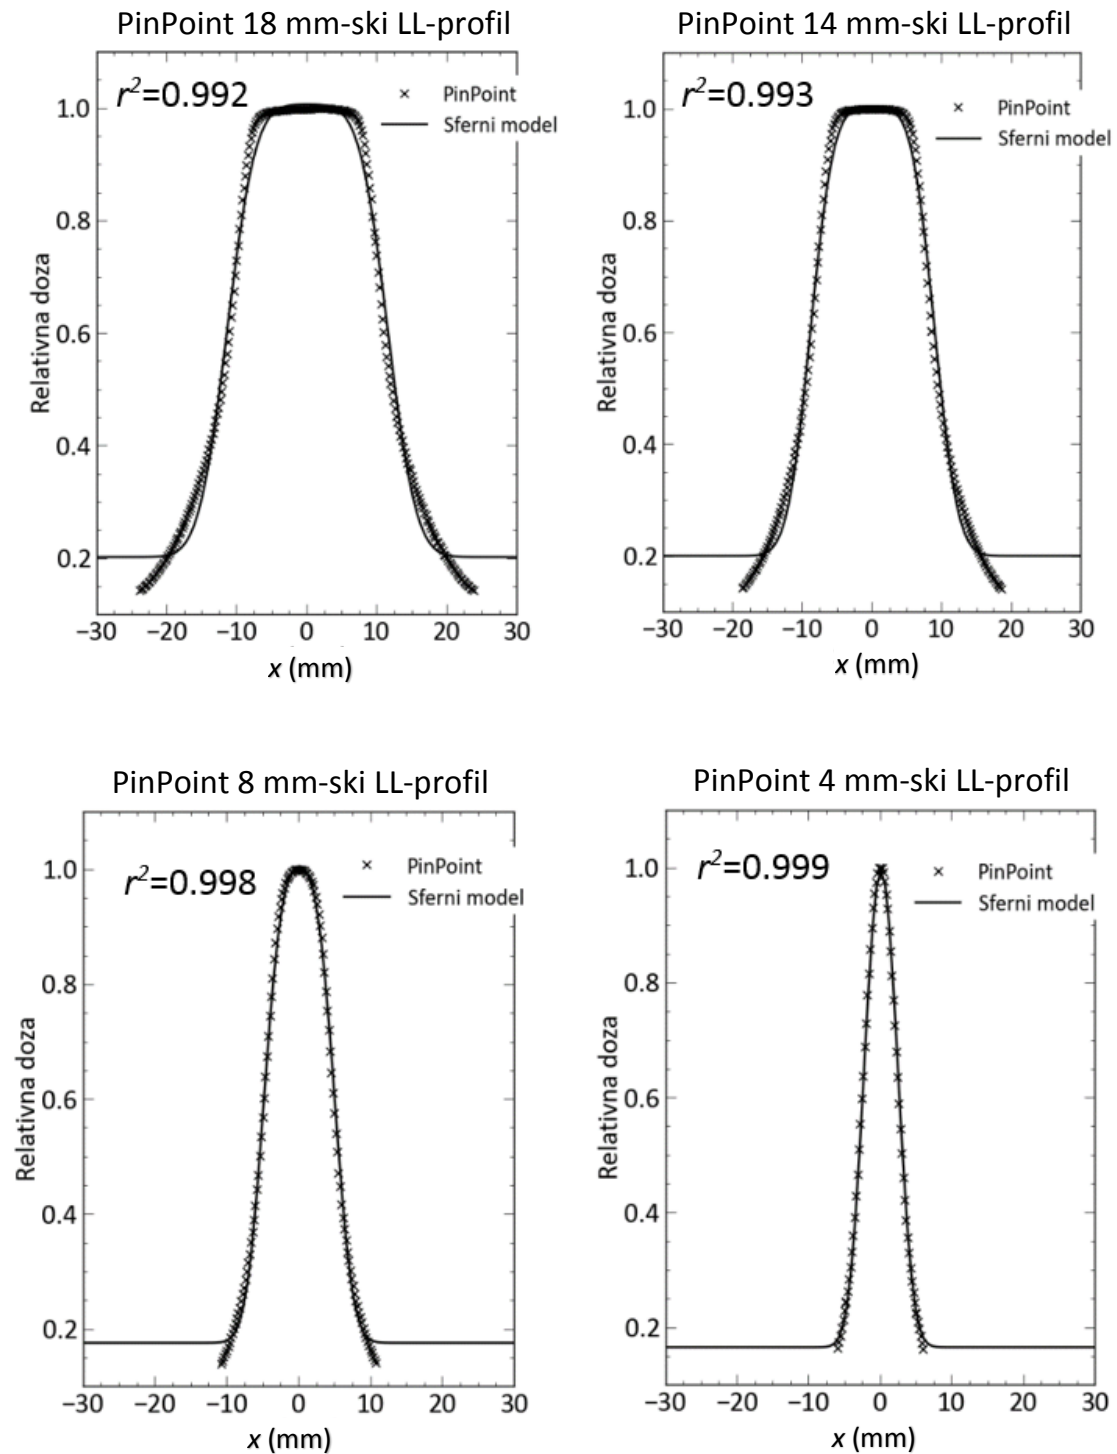 PinPoint 18 mm-ski LL-profil
r²=0.992
PinPoint
Sferni model
1.0
0.8
0.6
0.4
0.2
Relativna doza
−30 −20 −10 0 10 20 30
x (mm)
PinPoint 14 mm-ski LL-profil
r²=0.993
PinPoint
Sferni model
1.0
0.8
0.6
0.4
0.2
Relativna doza
−30 −20 −10 0 10 20 30
x (mm)
PinPoint 8 mm-ski LL-profil
r²=0.998
PinPoint
Sferni model
1.0
0.8
0.6
0.4
0.2
Relativna doza
−30 −20 −10 0 10 20 30
x (mm)
PinPoint 4 mm-ski LL-profil
r²=0.999
PinPoint
Sferni model
1.0
0.8
0.6
0.4
0.2
Relativna doza
−30 −20 −10 0 10 20 30
x (mm)